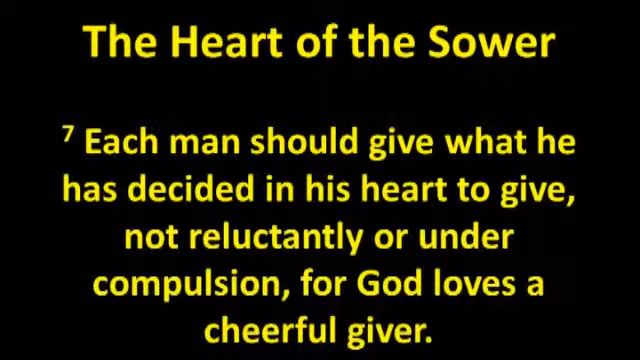 The Heart of the Sower
⁷ Each man should give what he
has decided in his heart to give,
not reluctantly or under
compulsion, for God loves a
cheerful giver.